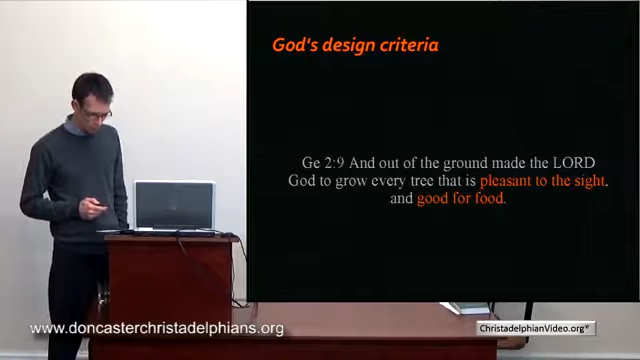 God's design criteria
Ge 2:9 And out of the ground made the LORD
God to grow every tree that is pleasant to the sight,
and good for food.
www.doncasterchristadelphians.org
ChristadelphianVideo.org®